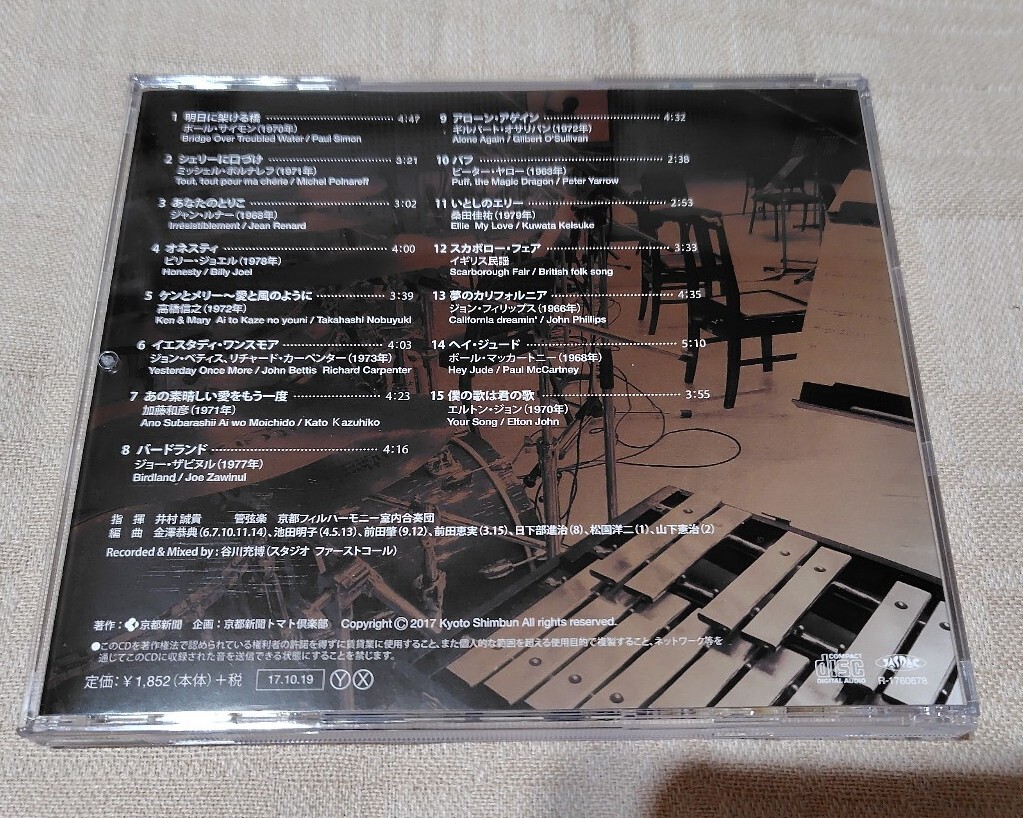 1 明日に架ける橋 4:47
ポール・サイモン(1970年)
Bridge Over Troubled Water / Paul Simon
2 シェリーに口づけ 3:21
ミッシェル・ポルナレフ(1971年)
Tout, tout pour ma chérie / Michel Polnareff
3 あなたのとりこ 3:02
ジャン・ルナー(1968年)
Irrésistiblement / Jean Renard
4 オネスティ 4:00
ビリー・ジョエル(1978年)
Honesty / Billy Joel
5 ケンとメリー〜愛と風のように 3:39
高橋信之(1972年)
Ken & Mary Ai to Kaze no youni / Takahashi Nobuyuki
6 イエスタデイ・ワンスモア 4:03
ジョン・ベティス、リチャード・カーペンター(1973年)
Yesterday Once More / John Bettis Richard Carpenter
7 あの素晴しい愛をもう一度 4:23
加藤和彦(1971年)
Ano Subarashii Ai wo Moichido / Kato Kazuhiko
8 バードランド 4:16
ジョー・ザビヌル(1977年)
Birdland / Joe Zawinul
9 アローン・アゲイン 4:32
ギルバート・オサリバン(1972年)
Alone Again / Gilbert O'Sullivan
10 パフ 2:38
ピーター・ヤロー(1963年)
Puff, the Magic Dragon / Peter Yarrow
11 いとしのエリー 2:53
桑田佳祐(1979年)
Ellie My Love / Kuwata Keisuke
12 スカボロー・フェア 3:33
イギリス民謡
Scarborough Fair / British folk song
13 夢のカリフォルニア 4:35
ジョン・フィリップス(1966年)
California dreamin' / John Phillips
14 ヘイ・ジュード 5:10
ポール・マッカートニー(1968年)
Hey Jude / Paul McCartney
15 僕の歌は君の歌 3:55
エルトン・ジョン(1970年)
Your Song / Elton John
指 揮 井村誠貴 管弦楽 京都フィルハーモニー室内合奏団
編 曲 金澤恭典(6.7.10.11.14)、池田明子(4.5.13)、前田肇(9.12)、前田恵実(3.15)、日下部進治(8)、松園洋二(1)、山下憲治(2)
Recorded & Mixed by : 谷川充博(スタジオ ファーストコール)
著作: 京都新聞 企画:京都新聞トマト倶楽部 Copyright © 2017 Kyoto Shimbun All rights reserved.
●このCDを著作権法で認められている権利者の許諾を得ずに賃貸業に使用すること、また個人的な範囲を超える使用目的で複製すること、ネットワーク等を
通じてこのCDに収録された音を送信できる状態にすることを禁じます。
定価:¥1,852(本体)+税 17.10.19 Ⓨ Ⓧ
COMPACT
disc
DIGITAL AUDIO
JASRAC
R-1760678